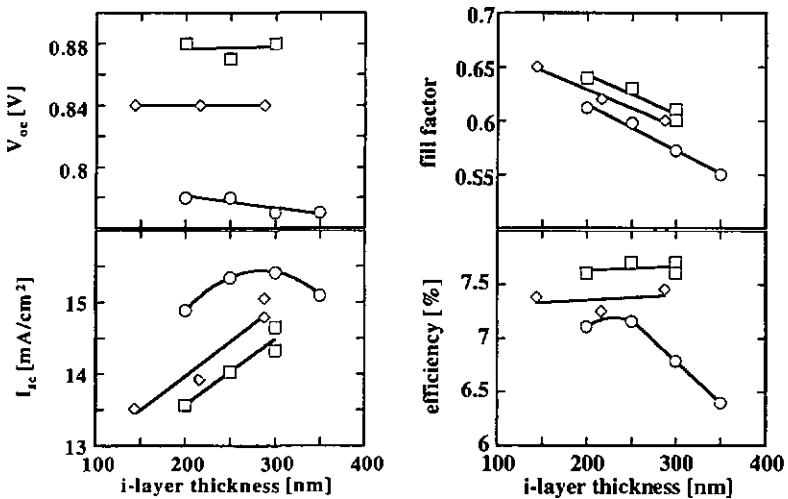 0.88
0.84
0.8
V oc [V]
15
14
13
I sc [mA/cm²]
100 200 300 400
i-layer thickness [nm]
0.7
0.65
0.6
0.55
fill factor
7.5
7
6.5
6
efficiency [%]
100 200 300 400
i-layer thickness [nm]